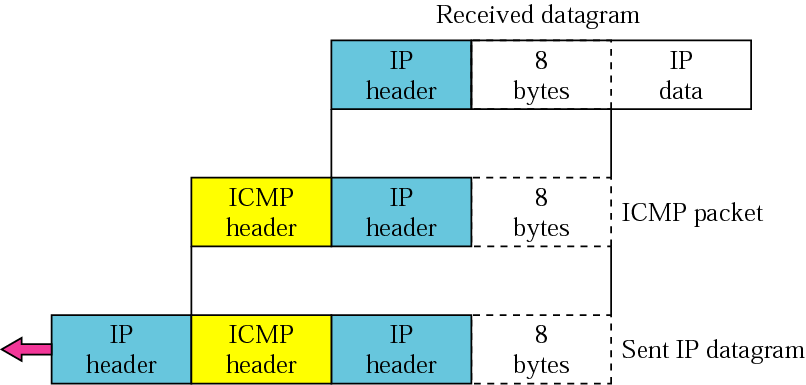 Received datagram
IP 8 IP
header bytes data
ICMP IP 8
header header bytes
ICMP packet
IP ICMP IP 8
header header header bytes
Sent IP datagram